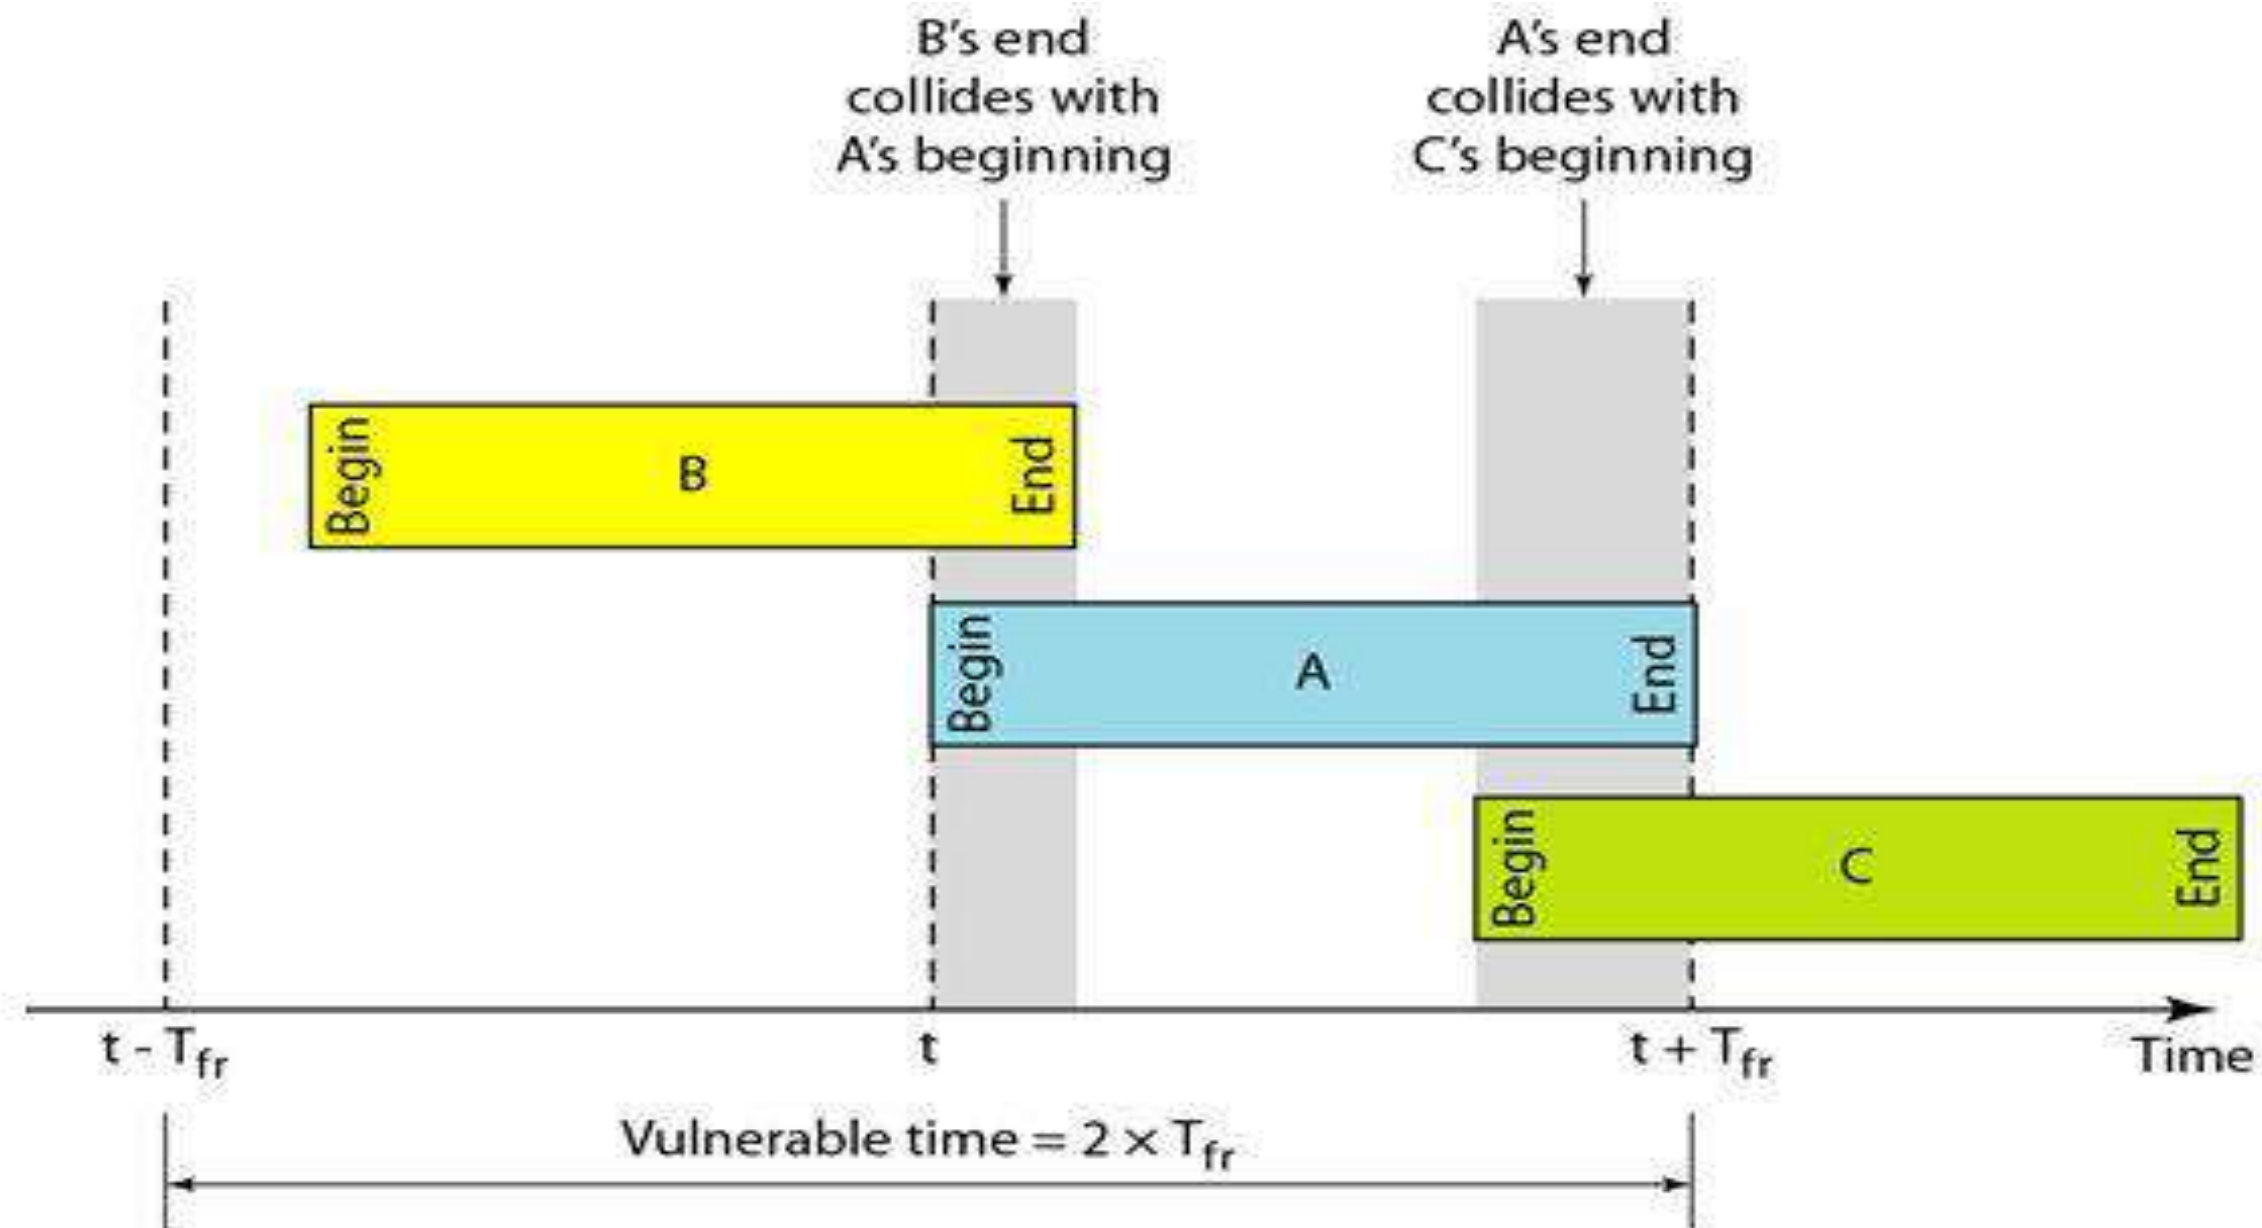 B's end
collides with
A's beginning
A's end
collides with
C's beginning
Begin
B
End
Begin
A
End
Begin
C
End
t - Tfr
t
t + Tfr
Time
Vulnerable time = 2 × Tfr